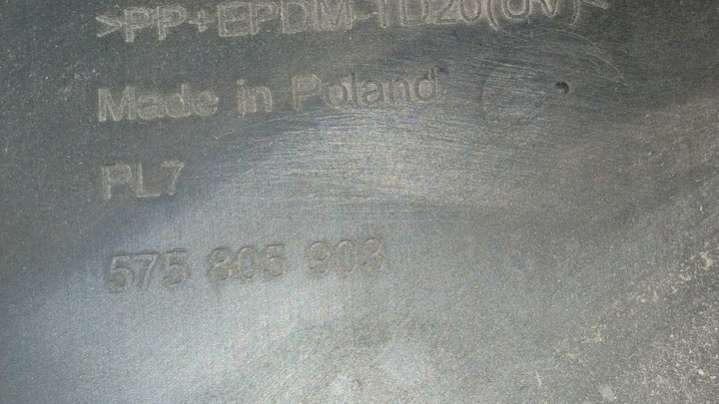 >PP+EPDM-TD20(UV)<
Made in Poland
PL7
575 805 903